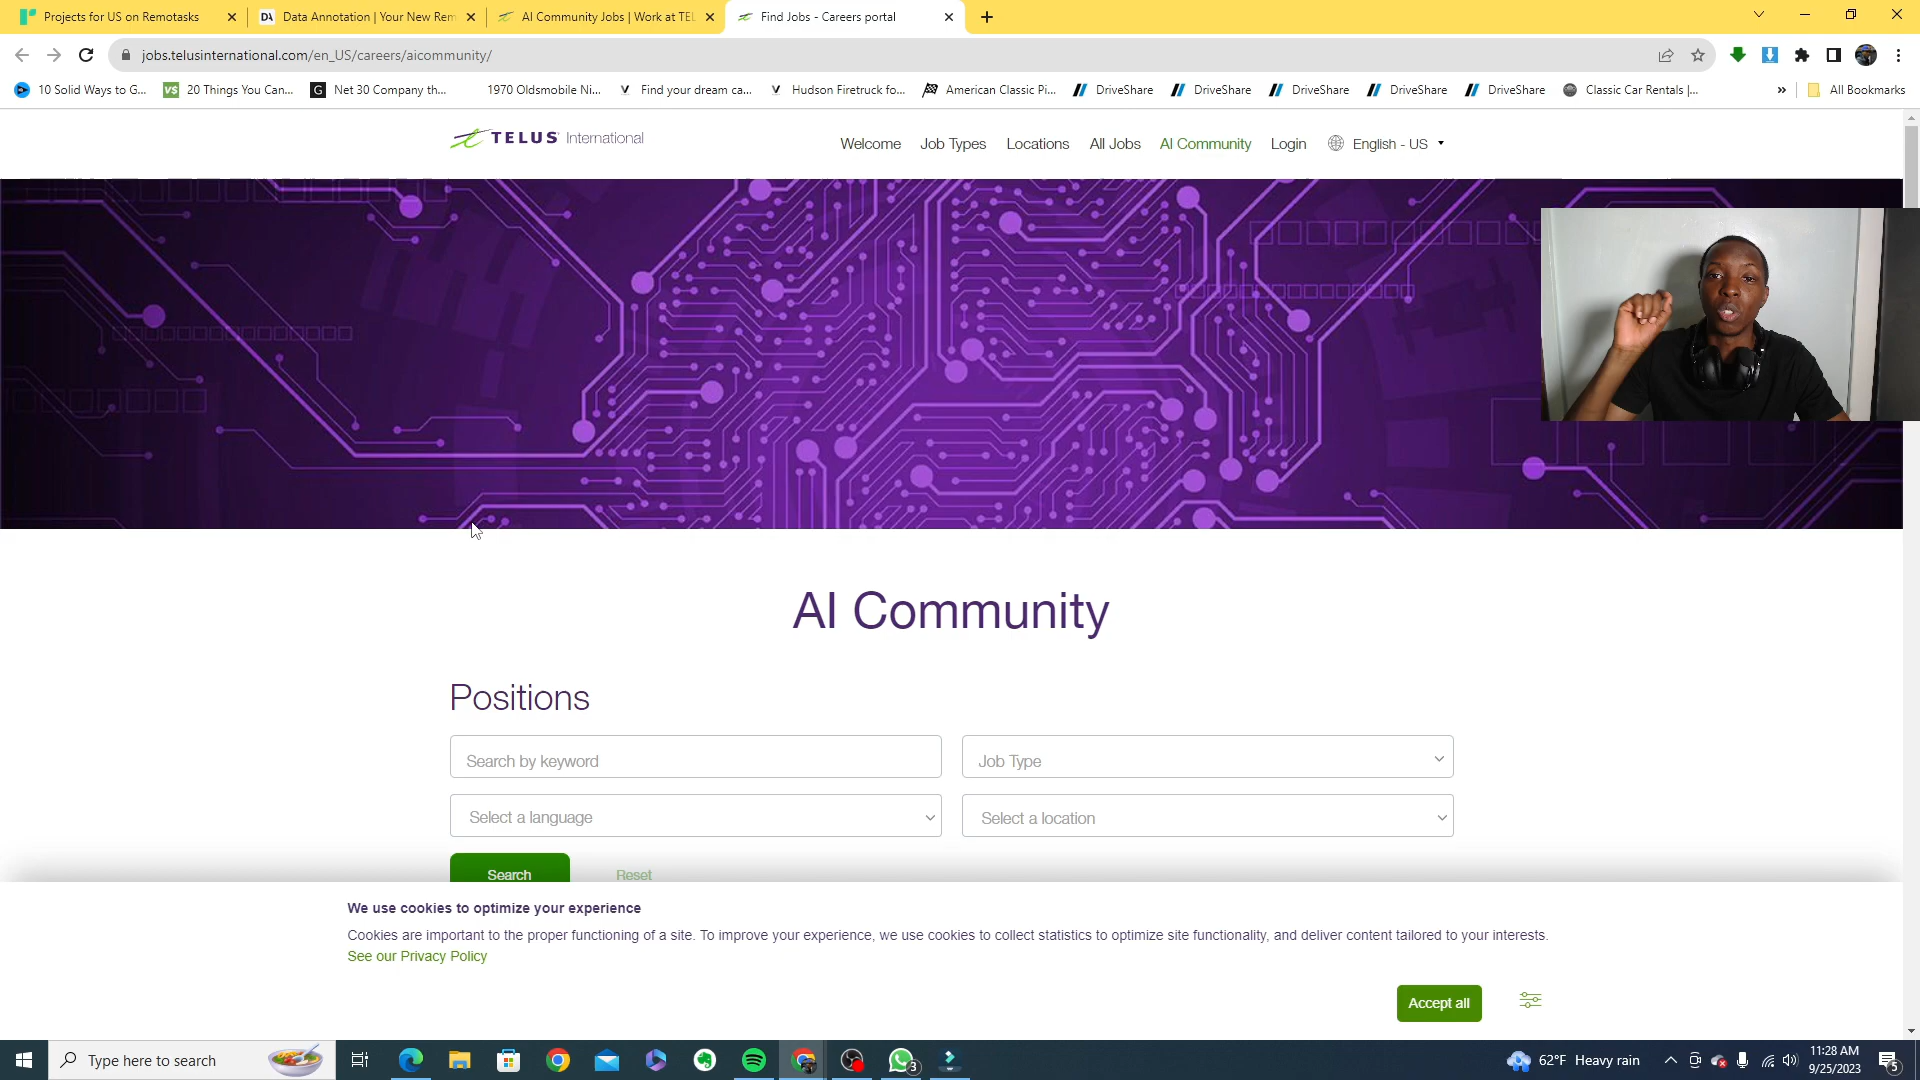 Projects for US on Remotasks
DA Data Annotation | Your New Rem
AI Community Jobs | Work at TEL
Find Jobs - Careers portal
jobs.telusinternational.com/en_US/careers/aicommunity/
10 Solid Ways to G...
VS 20 Things You Can...
G Net 30 Company th...
1970 Oldsmobile Ni...
V Find your dream ca...
V Hudson Firetruck fo...
American Classic Pi...
DriveShare
DriveShare
DriveShare
DriveShare
DriveShare
Classic Car Rentals |...
»
All Bookmarks
TELUS International
Welcome
Job Types
Locations
All Jobs
AI Community
Login
English - US
AI Community
Positions
Search by keyword
Job Type
Select a language
Select a location
Search
Reset
We use cookies to optimize your experience
Cookies are important to the proper functioning of a site. To improve your experience, we use cookies to collect statistics to optimize site functionality, and deliver content tailored to your interests.
See our Privacy Policy
Accept all
Type here to search
3
62°F Heavy rain
11:28 AM
9/25/2023
5